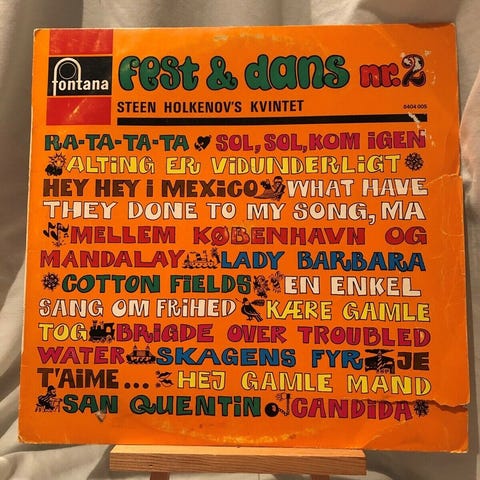 fontana
fest & dans nr. 2
STEEN HOLKENOV'S KVINTET
6404 005
RA-TA-TA-TA SOL, SOL, KOM IGEN
ALTING ER VIDUNDERLIGT
HEY HEY I MEXICO WHAT HAVE
THEY DONE TO MY SONG, MA
MELLEM KØBENHAVN OG
MANDALAY LADY BARBARA
COTTON FIELDS EN ENKEL
SANG OM FRIHED KÆRE GAMLE
TOG BRIGDE OVER TROUBLED
WATER SKAGENS FYR JE
T'AIME... HEJ GAMLE MAND
SAN QUENTIN CANDIDA